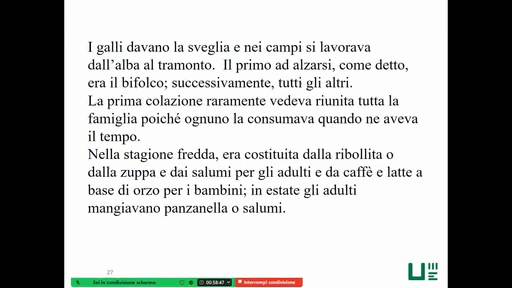 I galli davano la sveglia e nei campi si lavorava
dall'alba al tramonto.  Il primo ad alzarsi, come detto,
era il bifolco; successivamente, tutti gli altri.
La prima colazione raramente vedeva riunita tutta la
famiglia poiché ognuno la consumava quando ne aveva
il tempo.
Nella stagione fredda, era costituita dalla ribollita o
dalla zuppa e dai salumi per gli adulti e da caffè e latte a
base di orzo per i bambini; in estate gli adulti
mangiavano panzanella o salumi.
27
Sei in condivisione schermo
00:58:47
Interrompi condivisione